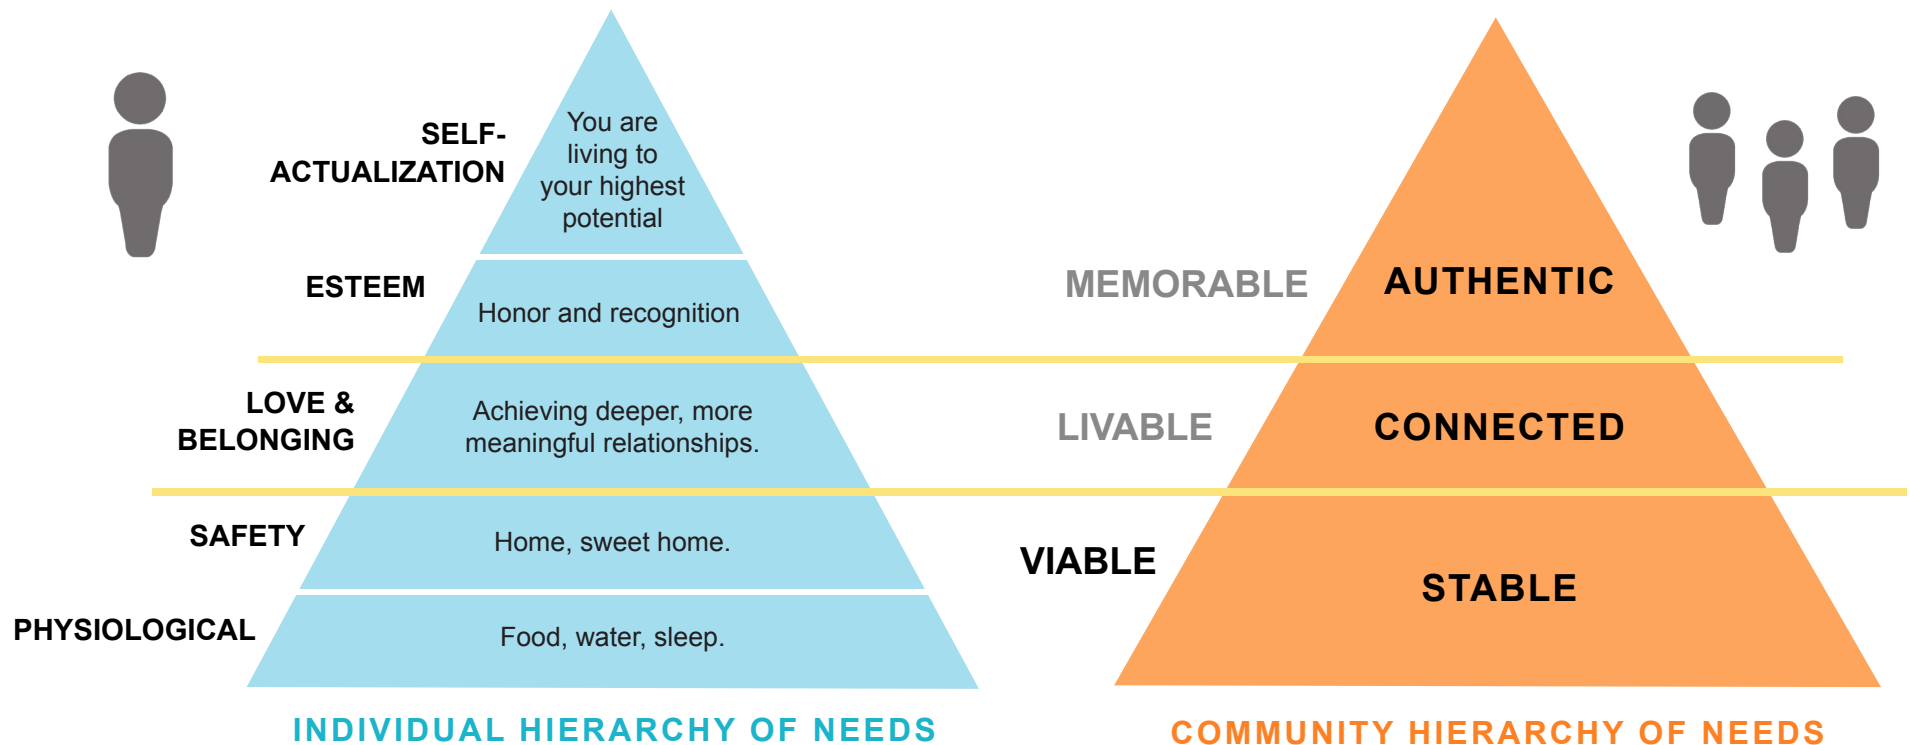 SELF-
ACTUALIZATION
You are
living to
your highest
potential
ESTEEM
Honor and recognition
LOVE &
BELONGING
Achieving deeper, more
meaningful relationships.
SAFETY
Home, sweet home.
PHYSIOLOGICAL
Food, water, sleep.
INDIVIDUAL HIERARCHY OF NEEDS
MEMORABLE
AUTHENTIC
LIVABLE
CONNECTED
VIABLE
STABLE
COMMUNITY HIERARCHY OF NEEDS